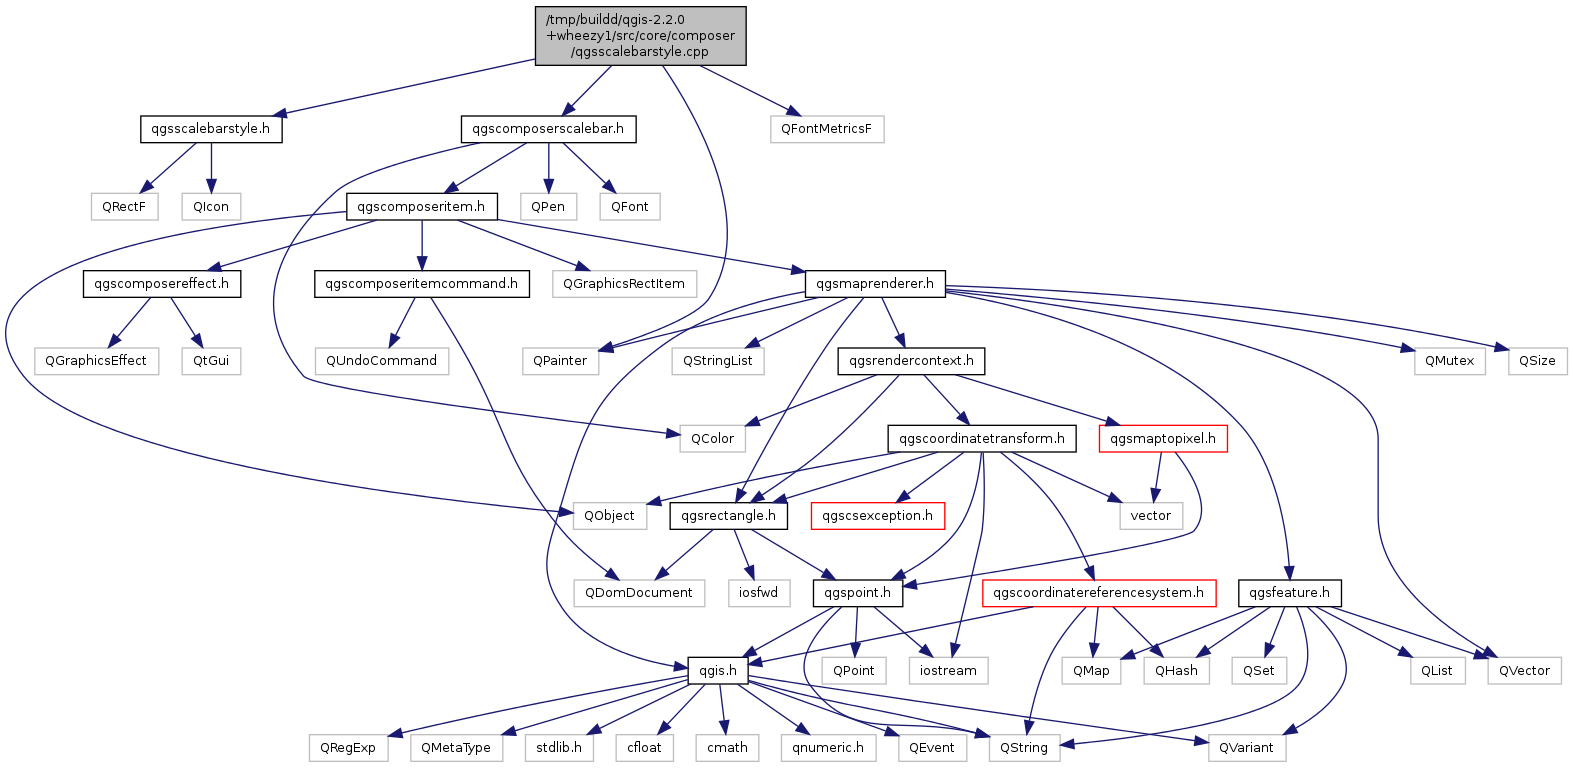 /tmp/buildd/qgis-2.2.0
+wheezy1/src/core/composer
/qgsscalebarstyle.cpp
qgsscalebarstyle.h
qgscomposerscalebar.h
QFontMetricsF
QRectF
QIcon
qgscomposeritem.h
QPen
QFont
qgscomposereffect.h
qgscomposeritemcommand.h
QGraphicsRectItem
qgsmaprenderer.h
QGraphicsEffect
QtGui
QUndoCommand
QPainter
QStringList
qgsrendercontext.h
QMutex
QSize
QColor
qgscoordinatetransform.h
qgsmaptopixel.h
QObject
qgsrectangle.h
qgscsexception.h
vector
QDomDocument
iosfwd
qgspoint.h
qgscoordinatereferencesystem.h
qgsfeature.h
qgis.h
QPoint
iostream
QMap
QHash
QSet
QList
QVector
QRegExp
QMetaType
stdlib.h
cfloat
cmath
qnumeric.h
QEvent
QString
QVariant